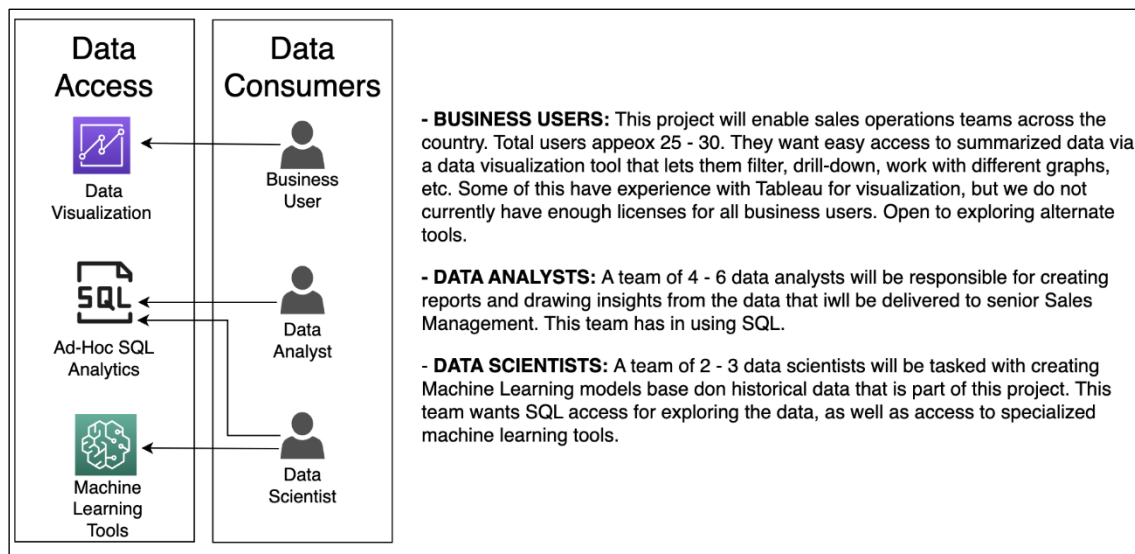 Data
Access
Data
Visualization
Ad-Hoc SQL
Analytics
Machine
Learning
Tools
Data
Consumers
Business
User
Data
Analyst
Data
Scientist
SQL
- BUSINESS USERS: This project will enable sales operations teams across the
country. Total users appeox 25 - 30. They want easy access to summarized data via
a data visualization tool that lets them filter, drill-down, work with different graphs,
etc. Some of this have experience with Tableau for visualization, but we do not
currently have enough licenses for all business users. Open to exploring alternate
tools.
- DATA ANALYSTS: A team of 4 - 6 data analysts will be responsible for creating
reports and drawing insights from the data that iwll be delivered to senior Sales
Management. This team has in using SQL.
- DATA SCIENTISTS: A team of 2 - 3 data scientists will be tasked with creating
Machine Learning models base don historical data that is part of this project. This
team wants SQL access for exploring the data, as well as access to specialized
machine learning tools.